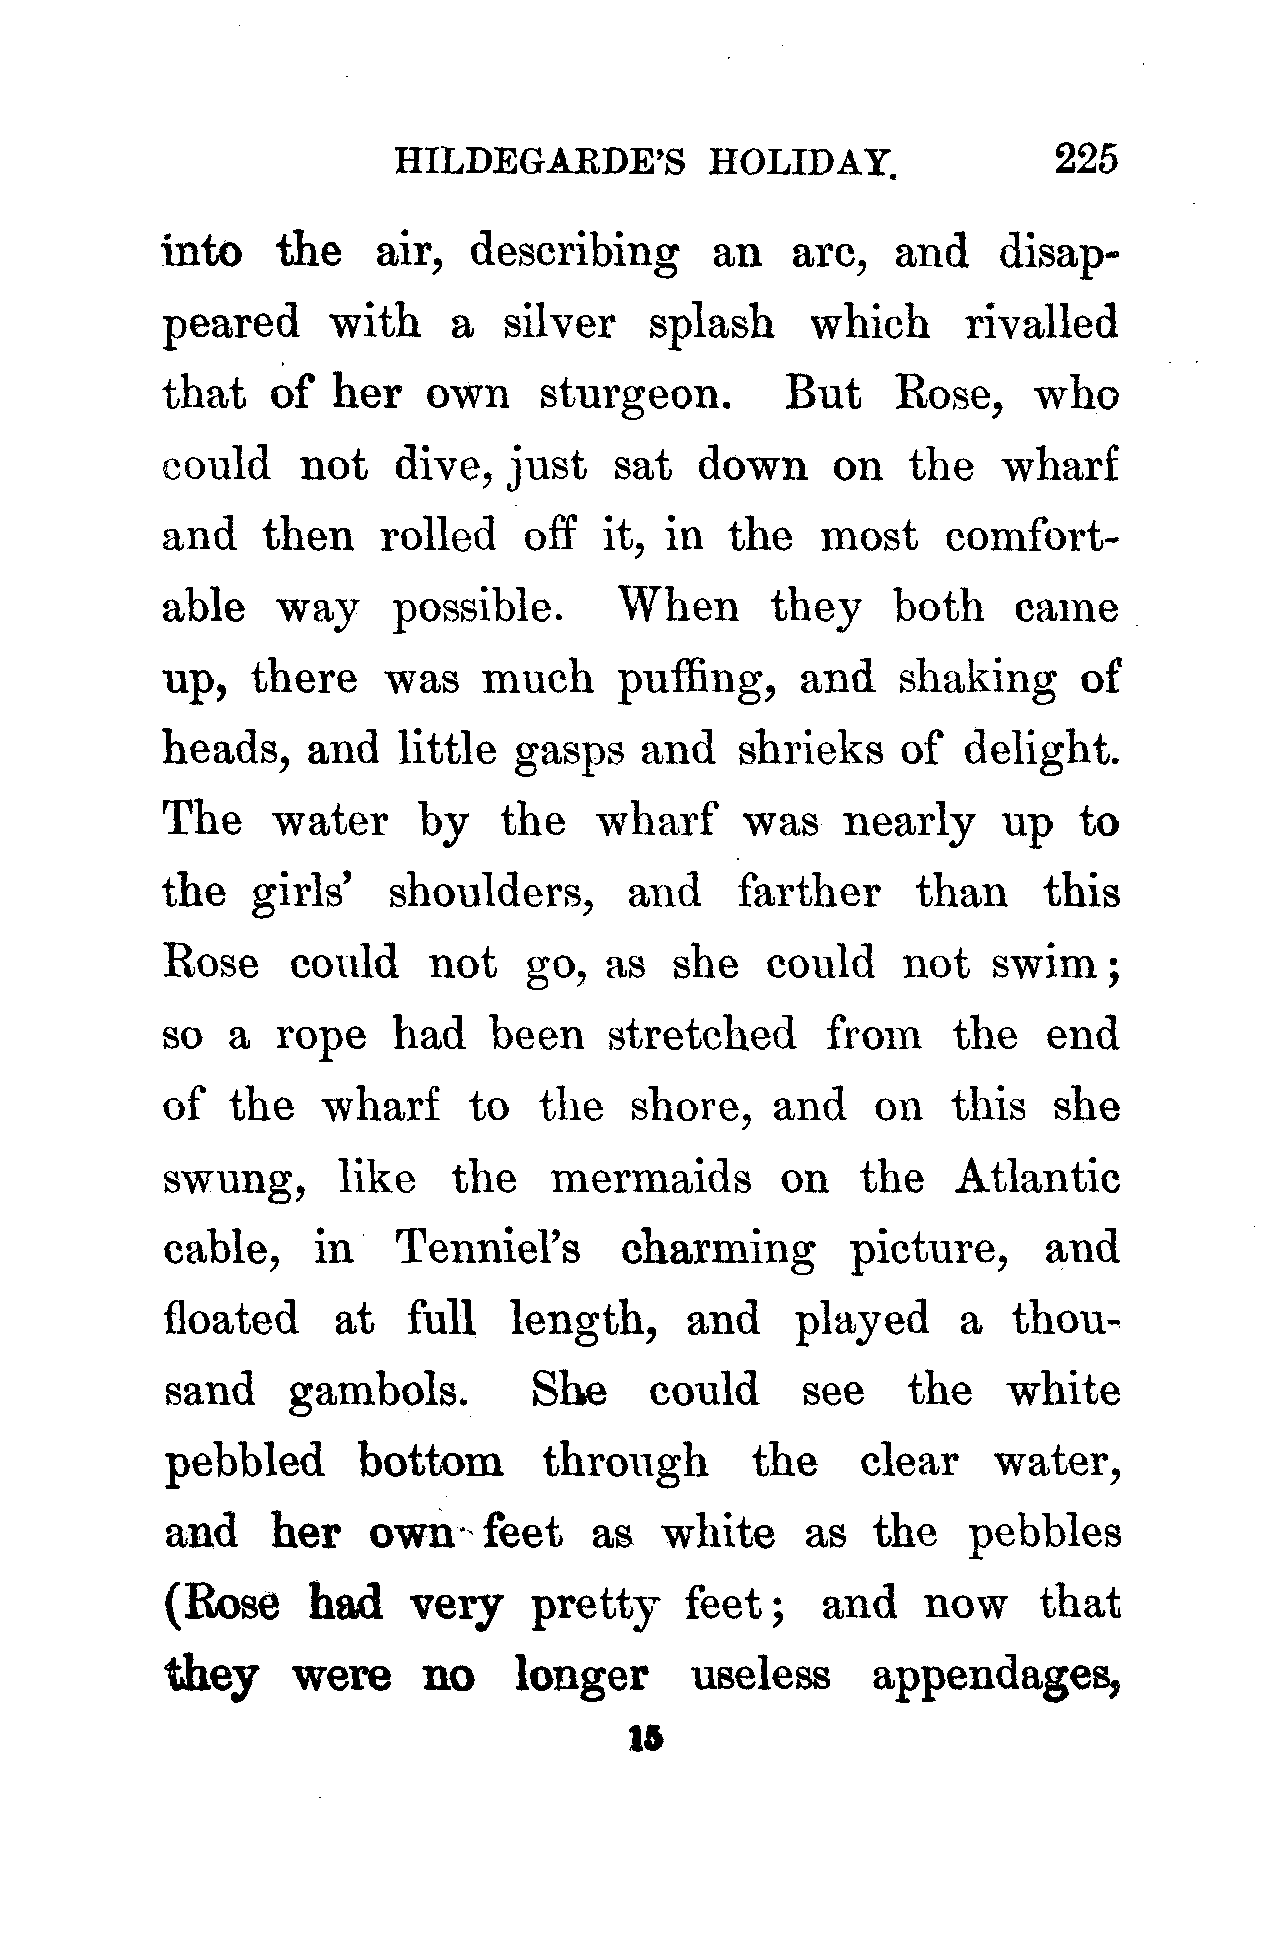 HILDEGARDE'S HOLIDAY. 225
into the air, describing an arc, and disap-
peared with a silver splash which rivalled
that of her own sturgeon. But Rose, who
could not dive, just sat down on the wharf
and then rolled off it, in the most comfort-
able way possible. When they both came
up, there was much puffing, and shaking of
heads, and little gasps and shrieks of delight.
The water by the wharf was nearly up to
the girls' shoulders, and farther than this
Rose could not go, as she could not swim;
so a rope had been stretched from the end
of the wharf to the shore, and on this she
swung, like the mermaids on the Atlantic
cable, in Tenniel's charming picture, and
floated at full length, and played a thou-
sand gambols. She could see the white
pebbled bottom through the clear water,
and her own feet as white as the pebbles
(Rose had very pretty feet; and now that
they were no longer useless appendages,
15